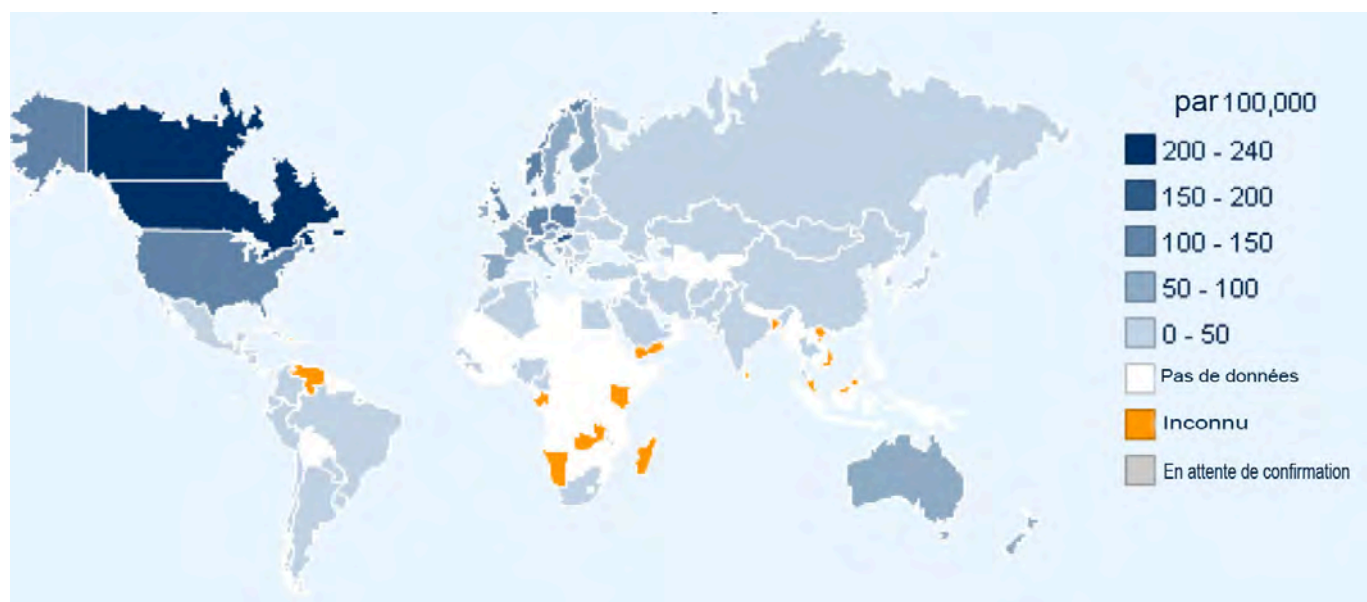 par 100,000
200 - 240
150 - 200
100 - 150
50 - 100
0 - 50
Pas de données
Inconnu
En attente de confirmation